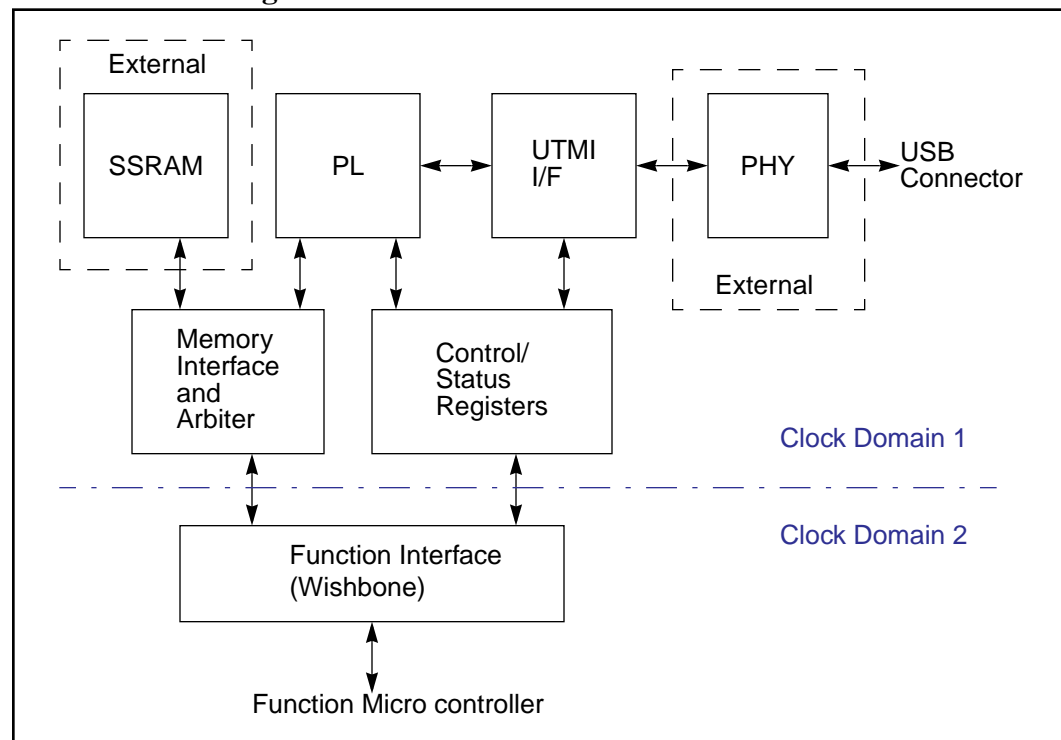 External
SSRAM
PL
UTMI
I/F
PHY
USB
Connector
External
Memory
Interface
and
Arbiter
Control/
Status
Registers
Clock Domain 1
Clock Domain 2
Function Interface
(Wishbone)
Function Micro controller